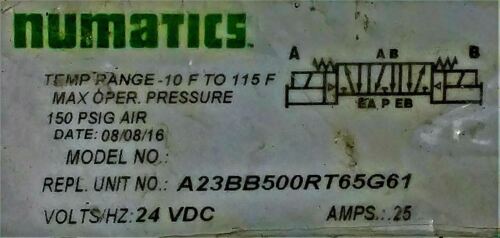 numatics
TEMP RANGE -10 F TO 115 F
MAX OPER. PRESSURE
150 PSIG AIR
DATE: 08/08/16
MODEL NO.:
REPL. UNIT NO.: A23BB500RT65G61
VOLTS/HZ: 24 VDC AMPS.: .25
A B
A B
EA P EB